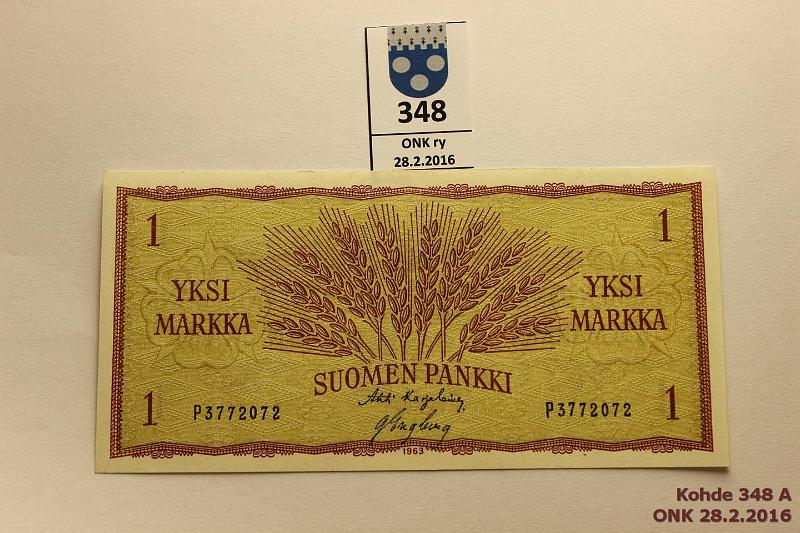 348
ONK ry
28.2.2016
1
1
YKSI
MARKKA
YKSI
MARKKA
SUOMEN PANKKI
1
P3772072
P3772072
1
1963
Kohde 348 A
ONK 28.2.2016